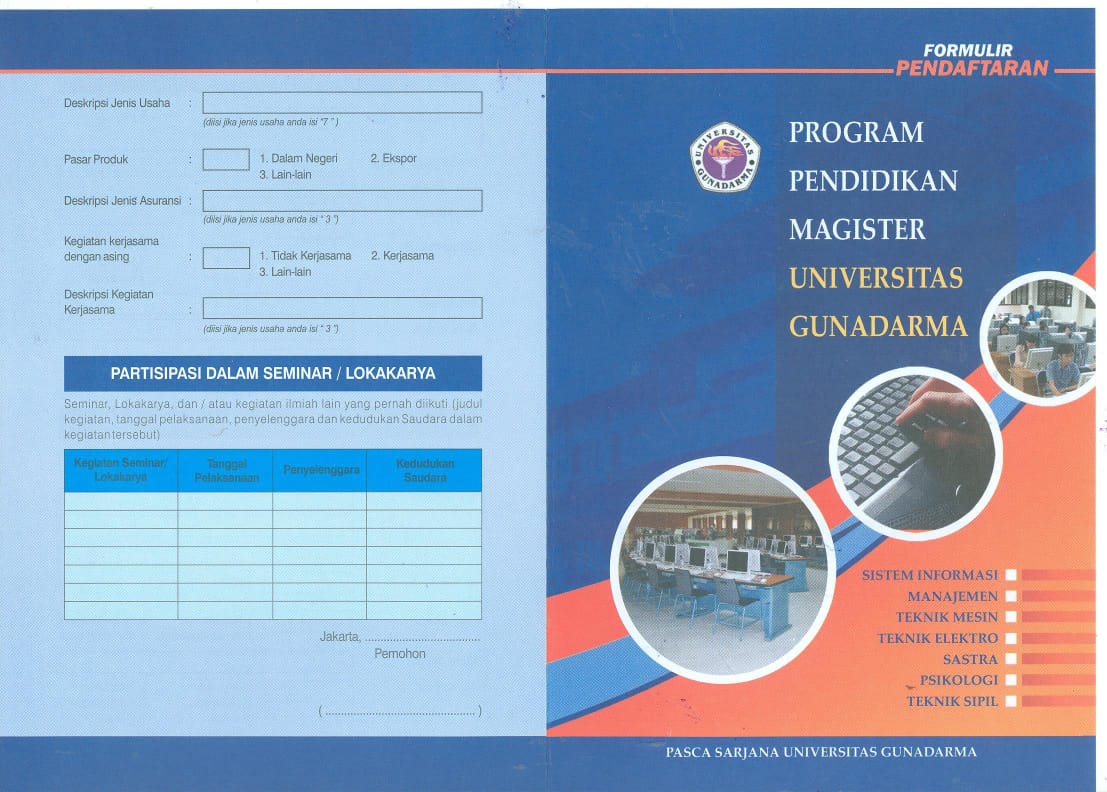 Deskripsi Jenis Usaha :
(diisi jika jenis usaha anda isi "7" )
Pasar Produk : 1. Dalam Negeri 2. Ekspor
3. Lain-lain
Deskripsi Jenis Asuransi :
(diisi jika jenis usaha anda isi " 3 ")
Kegiatan kerjasama
dengan asing : 1. Tidak Kerjasama 2. Kerjasama
3. Lain-lain
Deskripsi Kegiatan
Kerjasama :
(diisi jika jenis usaha anda isi " 3 ")
PARTISIPASI DALAM SEMINAR / LOKAKARYA
Seminar, Lokakarya, dan / atau kegiatan ilmiah lain yang pernah diikuti (judul
kegiatan, tanggal pelaksanaan, penyelenggara dan kedudukan Saudara dalam
kegiatan tersebut)
Kegiatan Seminar/
Lokakarya
Tanggal
Pelaksanaan
Penyelenggara
Kedudukan
Saudara
Jakarta, .....................................
Pemohon
( ................................................ )
FORMULIR
PENDAFTARAN
UNIVERSITAS
GUNADARMA
PROGRAM
PENDIDIKAN
MAGISTER
UNIVERSITAS
GUNADARMA
SISTEM INFORMASI
MANAJEMEN
TEKNIK MESIN
TEKNIK ELEKTRO
SASTRA
PSIKOLOGI
TEKNIK SIPIL
PASCA SARJANA UNIVERSITAS GUNADARMA